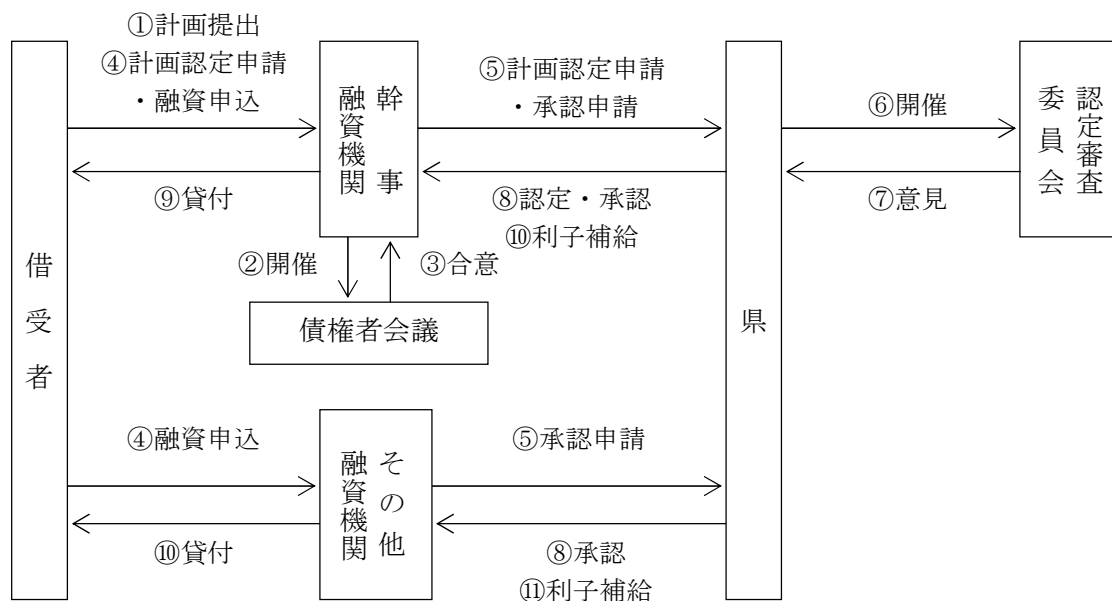 ①計画提出
④計画認定申請
・融資申込
⑤計画認定申請
・承認申請
⑥開催
幹事
融資機関
認定審査
委員会
⑨貸付
⑧認定・承認
⑩利子補給
⑦意見
②開催
③合意
債権者会議
借受者
県
④融資申込
⑤承認申請
その他
融資機関
⑩貸付
⑧承認
⑪利子補給